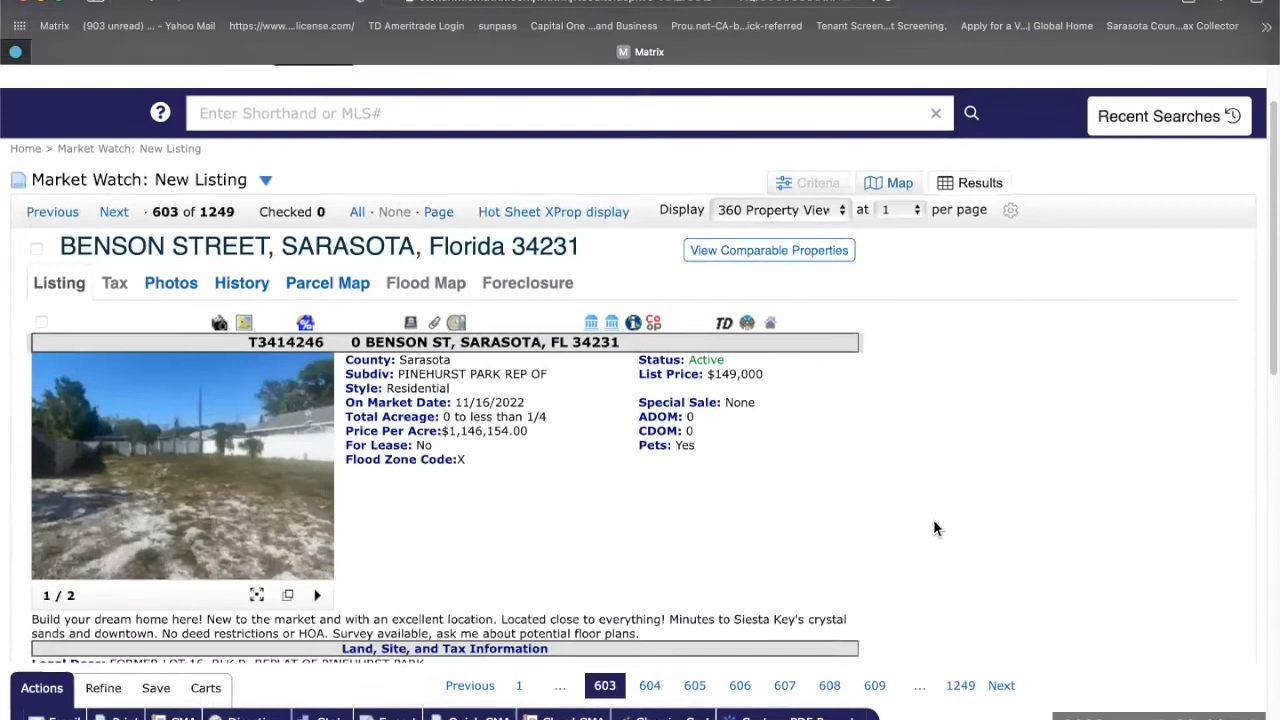 Matrix (603 unread) ... – Yahoo Mail https://www....license.com/ TD Ameritrade Login sunpass Capital One ...and Business Prou.net-CA-b...ick-referred Tenant Screen...t Screening. Apply for a V...| Global Home Sarasota Coun...ax Collector
M Matrix
? Enter Shorthand or MLS# Recent Searches
Home > Market Watch: New Listing
Market Watch: New Listing Criteria Map Results
Previous Next · 603 of 1249 Checked 0 All · None · Page Hot Sheet XProp display Display 360 Property View at 1 per page
BENSON STREET, SARASOTA, Florida 34231 View Comparable Properties
Listing Tax Photos History Parcel Map Flood Map Foreclosure
TD
T3414246 0 BENSON ST, SARASOTA, FL 34231
County: Sarasota Status: Active
Subdiv: PINEHURST PARK REP OF List Price: $149,000
Style: Residential
On Market Date: 11/16/2022 Special Sale: None
Total Acreage: 0 to less than 1/4 ADOM: 0
Price Per Acre:$1,146,154.00 CDOM: 0
For Lease: No Pets: Yes
Flood Zone Code:X
1 / 2
Build your dream home here! New to the market and with an excellent location. Located close to everything! Minutes to Siesta Key's crystal
sands and downtown. No deed restrictions or HOA. Survey available, ask me about potential floor plans.
Land, Site, and Tax Information
Previous 1 ... 603 604 605 606 607 608 609 ... 1249 Next
Actions Refine Save Carts